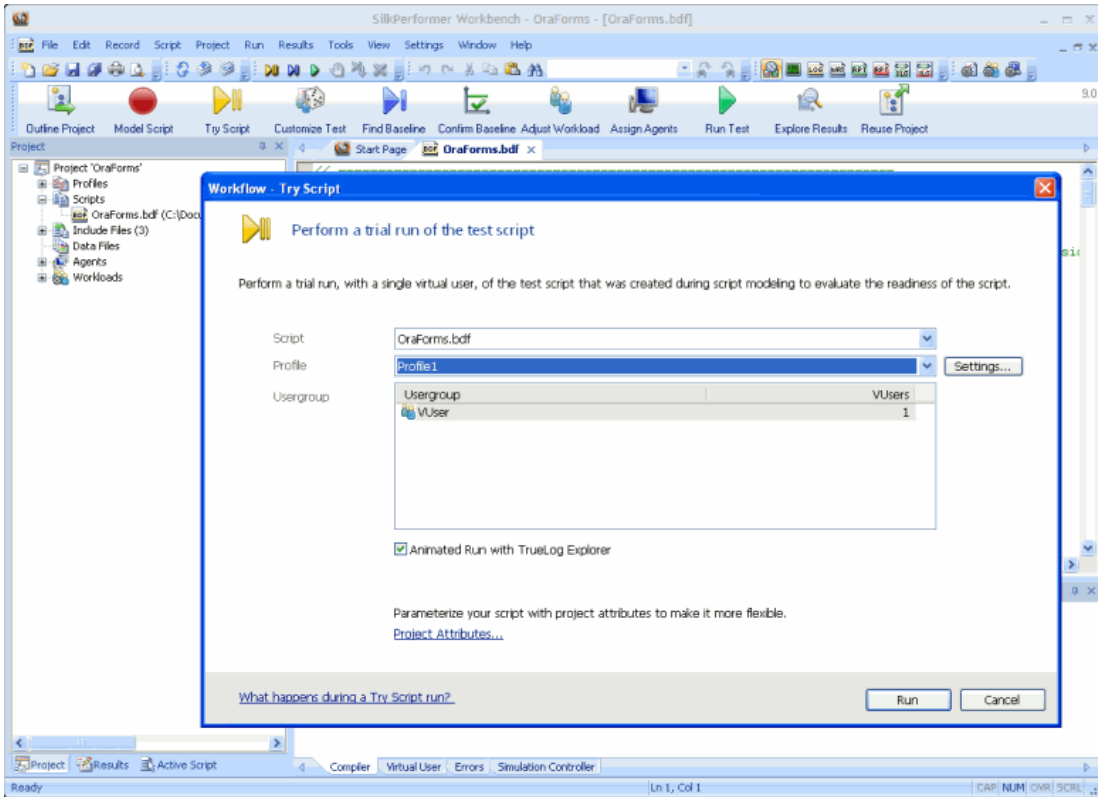 SilkPerformer Workbench - OraForms - [OraForms.bdf]
File Edit Record Script Project Run Results Tools View Settings Window Help
Outline Project Model Script Try Script Customize Test Find Baseline Confirm Baseline Adjust Workload Assign Agents Run Test Explore Results Reuse Project
9.0
Project
Start Page BDF OraForms.bdf
Project 'OraForms'
Profiles
Scripts
OraForms.bdf (C:\Docu
Include Files (3)
Data Files
Agents
Workloads
Workflow - Try Script
Perform a trial run of the test script
Perform a trial run, with a single virtual user, of the test script that was created during script modeling to evaluate the readiness of the script.
Script OraForms.bdf
Profile Profile1 Settings...
Usergroup
Usergroup VUsers
VUser 1
Animated Run with TrueLog Explorer
Parameterize your script with project attributes to make it more flexible.
Project Attributes...
What happens during a Try Script run?
Run Cancel
Project Results Active Script
Compiler Virtual User Errors Simulation Controller
Ready Ln 1, Col 1 CAP NUM OVR SCRL